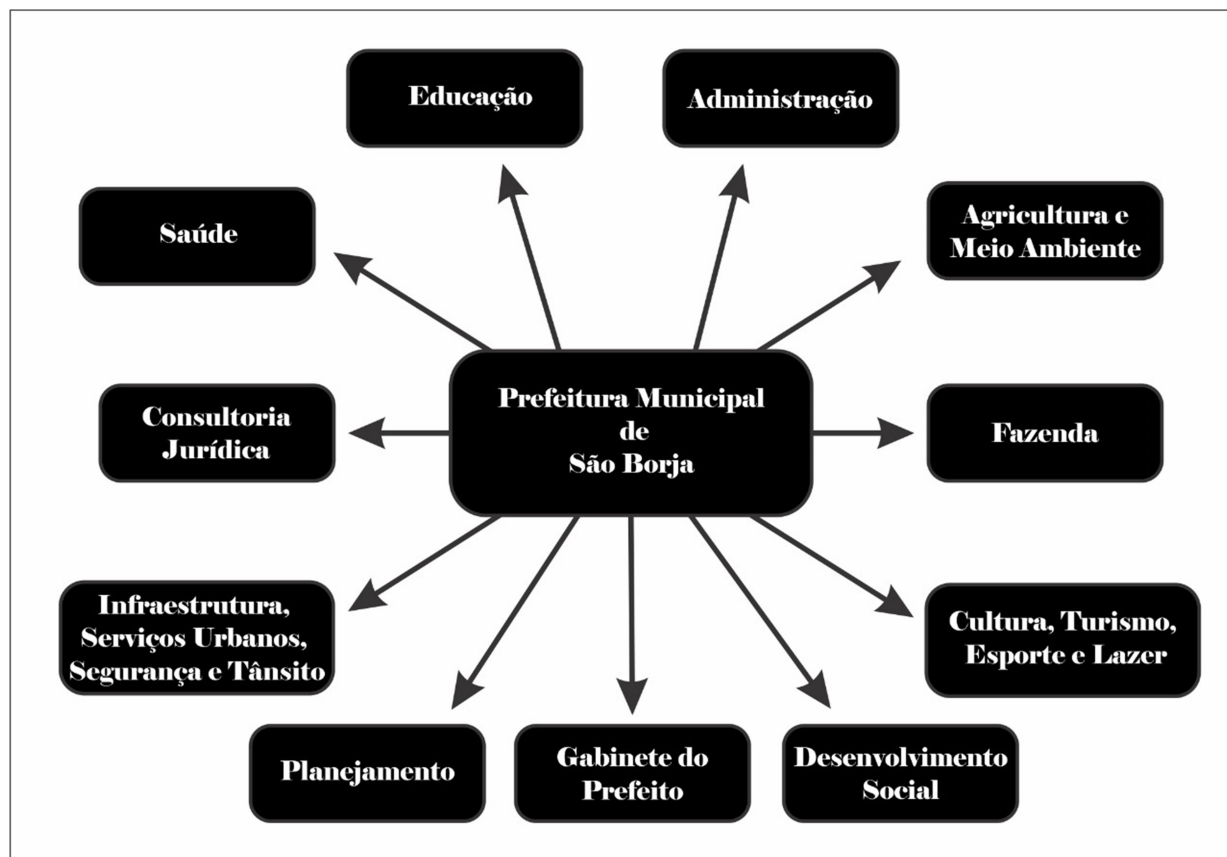 Educação
Administração
Saúde
Agricultura e
Meio Ambiente
Prefeitura Municipal
de
São Borja
Consultoria
Jurídica
Fazenda
Infraestrutura,
Serviços Urbanos,
Segurança e Tânsito
Cultura, Turismo,
Esporte e Lazer
Planejamento
Gabinete do
Prefeito
Desenvolvimento
Social